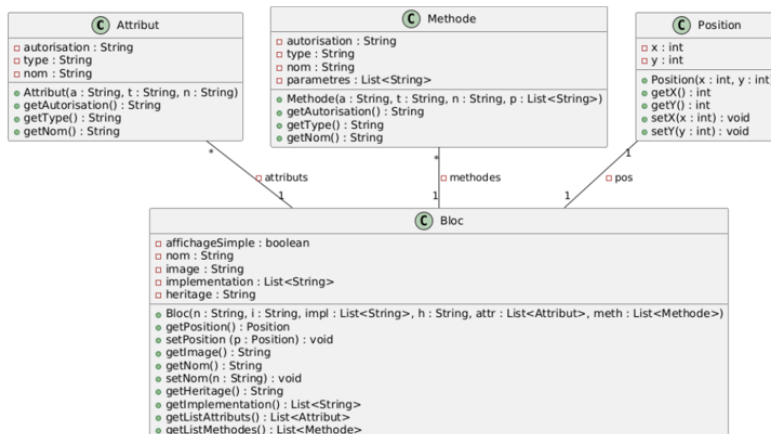 C Attribut
autorisation : String
type : String
nom : String
Attribut(a : String, t : String, n : String)
getAutorisation() : String
getType() : String
getNom() : String
C Methode
autorisation : String
type : String
nom : String
parametres : List<String>
Methode(a : String, t : String, n : String, p : List<String>)
getAutorisation() : String
getType() : String
getNom() : String
C Position
x : int
y : int
Position(x : int, y : int
getX() : int
getY() : int
setX(x : int) : void
setY(y : int) : void
* attributs 1
* methodes 1
1 pos 1
C Bloc
affichageSimple : boolean
nom : String
image : String
implementation : List<String>
heritage : String
Bloc(n : String, i : String, impl : List<String>, h : String, attr : List<Attribut>, meth : List<Methode>)
getPosition() : Position
setPosition (p : Position) : void
getImage() : String
getNom() : String
setNom(n : String) : void
getHeritage() : String
getImplementation() : List<String>
getListAttributs() : List<Attribut>
getListMethodes() : List<Methode>